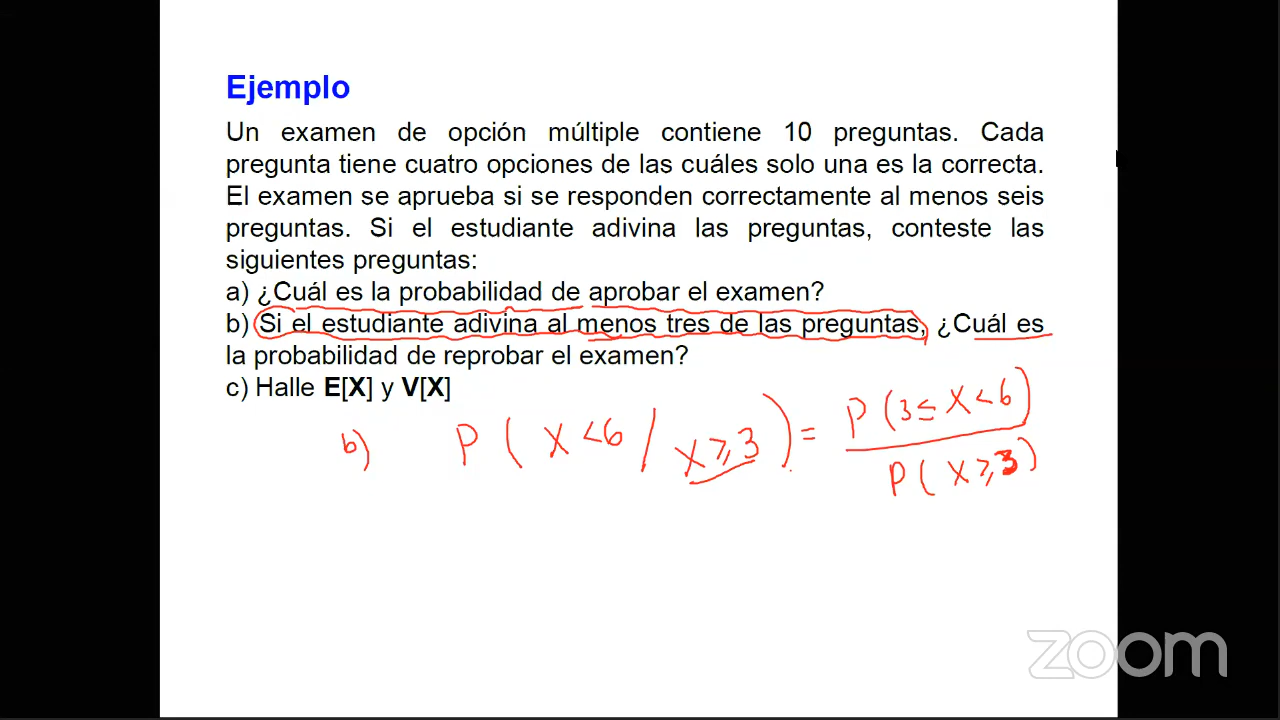 Ejemplo
Un examen de opción múltiple contiene 10 preguntas. Cada
pregunta tiene cuatro opciones de las cuáles solo una es la correcta.
El examen se aprueba si se responden correctamente al menos seis
preguntas. Si el estudiante adivina las preguntas, conteste las
siguientes preguntas:
a) ¿Cuál es la probabilidad de aprobar el examen?
b) Si el estudiante adivina al menos tres de las preguntas, ¿Cuál es
la probabilidad de reprobar el examen?
c) Halle E[X] y V[X]
b) P ( X < 6 / X ≥ 3 ) = P ( 3 ≤ X < 6 )
P ( X ≥ 3 )
zoom